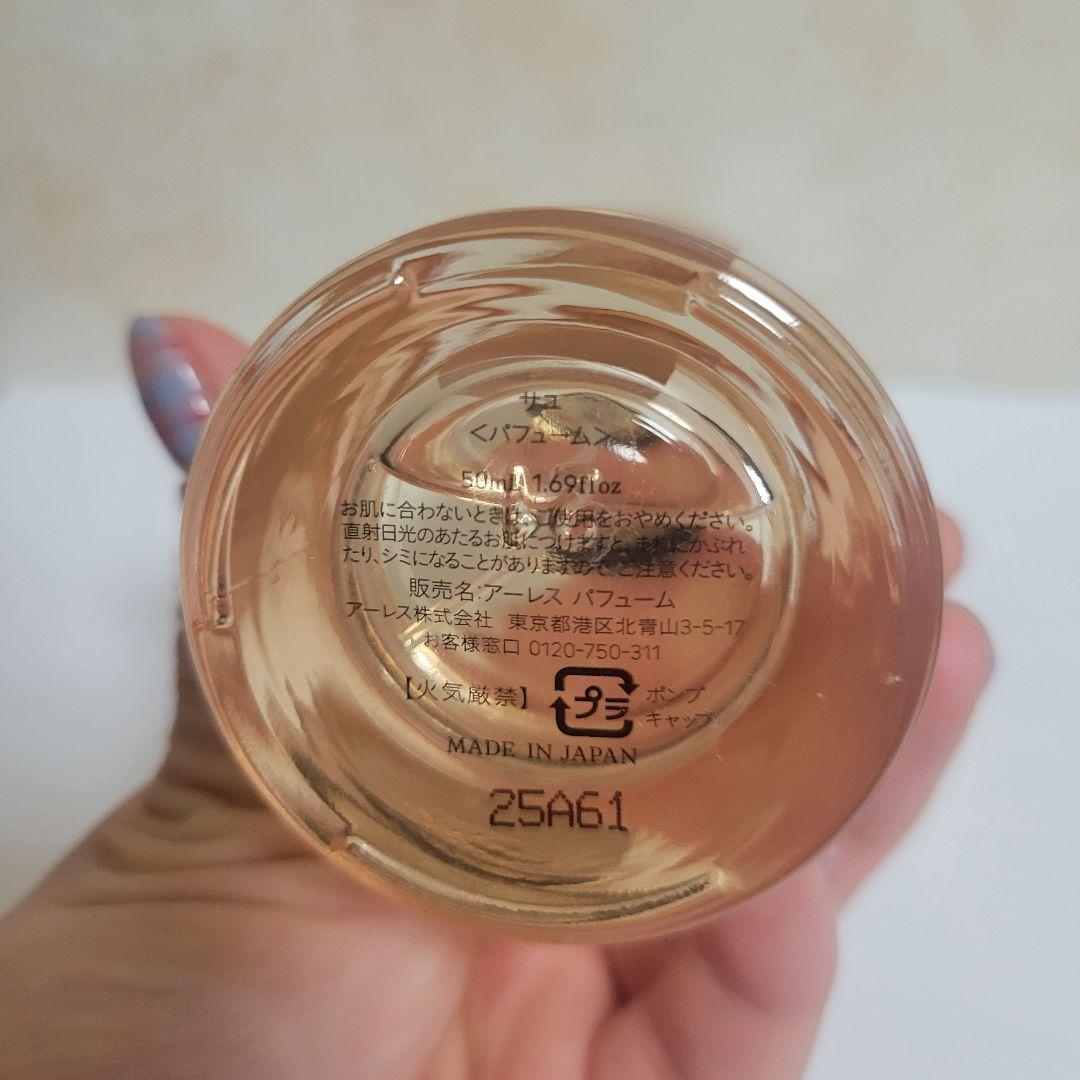 サユ
<パフューム>
50mL 1.69fl oz
お肌に合わないときは、ご使用をおやめください。
直射日光のあたるお肌につけますと、まれにかぶれ
たり、シミになることがありますので、ご注意ください。
販売名:アーレス パフューム
アーレス株式会社 東京都港区北青山3-5-17
お客様窓口 0120-750-311
【火気厳禁】 プラ ポンプ
キャップ
MADE IN JAPAN
25A61